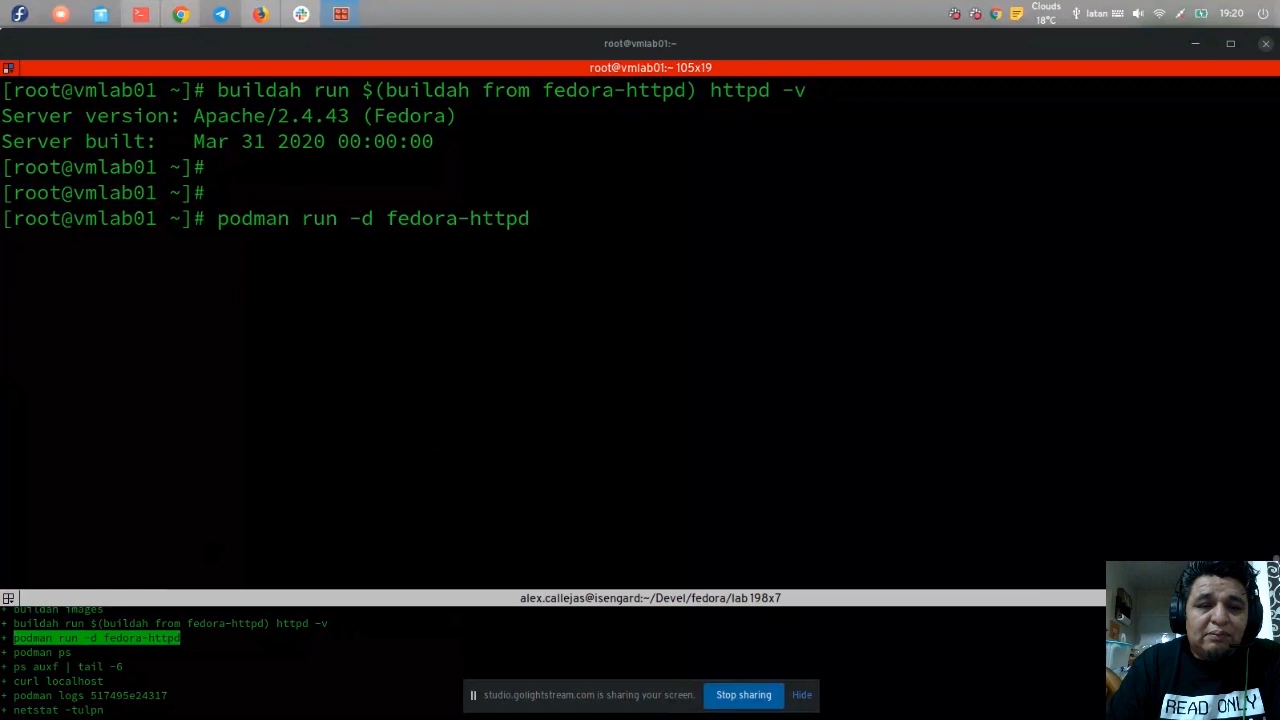 Clouds
18°C
latan
19:20
root@vmlab01:~
root@vmlab01:~ 105x19
[root@vmlab01 ~]# buildah run $(buildah from fedora-httpd) httpd -v
Server version: Apache/2.4.43 (Fedora)
Server built:   Mar 31 2020 00:00:00
[root@vmlab01 ~]#
[root@vmlab01 ~]#
[root@vmlab01 ~]# podman run -d fedora-httpd
alex.callejas@isengard:~/Devel/fedora/lab 198x7
+ buildah images
+ buildah run $(buildah from fedora-httpd) httpd -v
+ podman run -d fedora-httpd
+ podman ps
+ ps auxf | tail -6
+ curl localhost
+ podman logs 517495e24317
+ netstat -tulpn
studio.golightstream.com is sharing your screen.
Stop sharing
Hide
READ ONLY